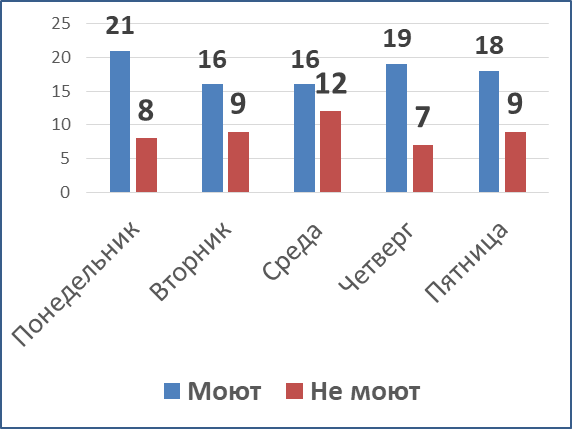 25
20
15
10
5
0
21
8
16
9
16
12
19
7
18
9
Понедельник
Вторник
Среда
Четверг
Пятница
Моют
Не моют